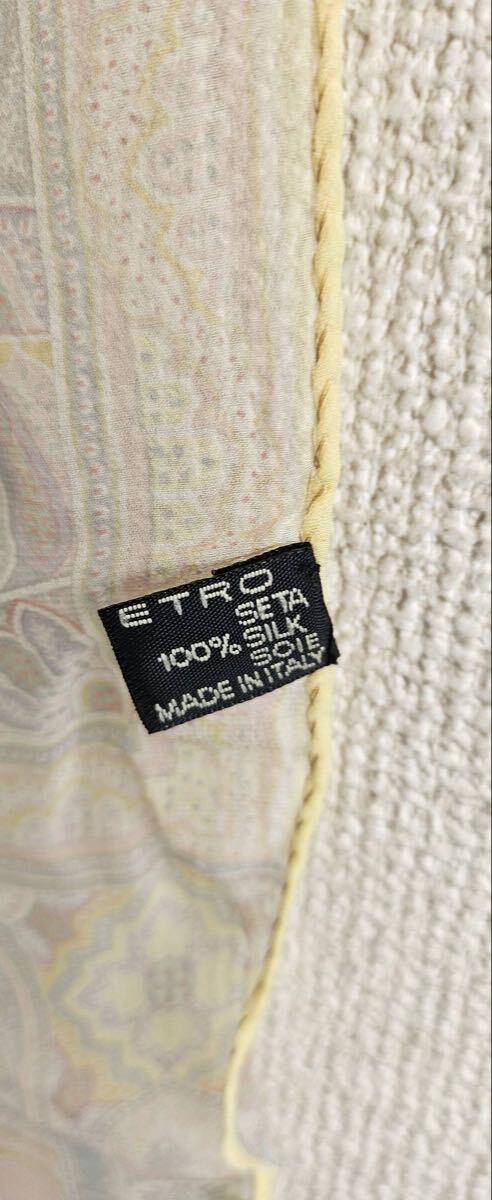 ETRO
SETA
100% SILK
SOIE
MADE IN ITALY